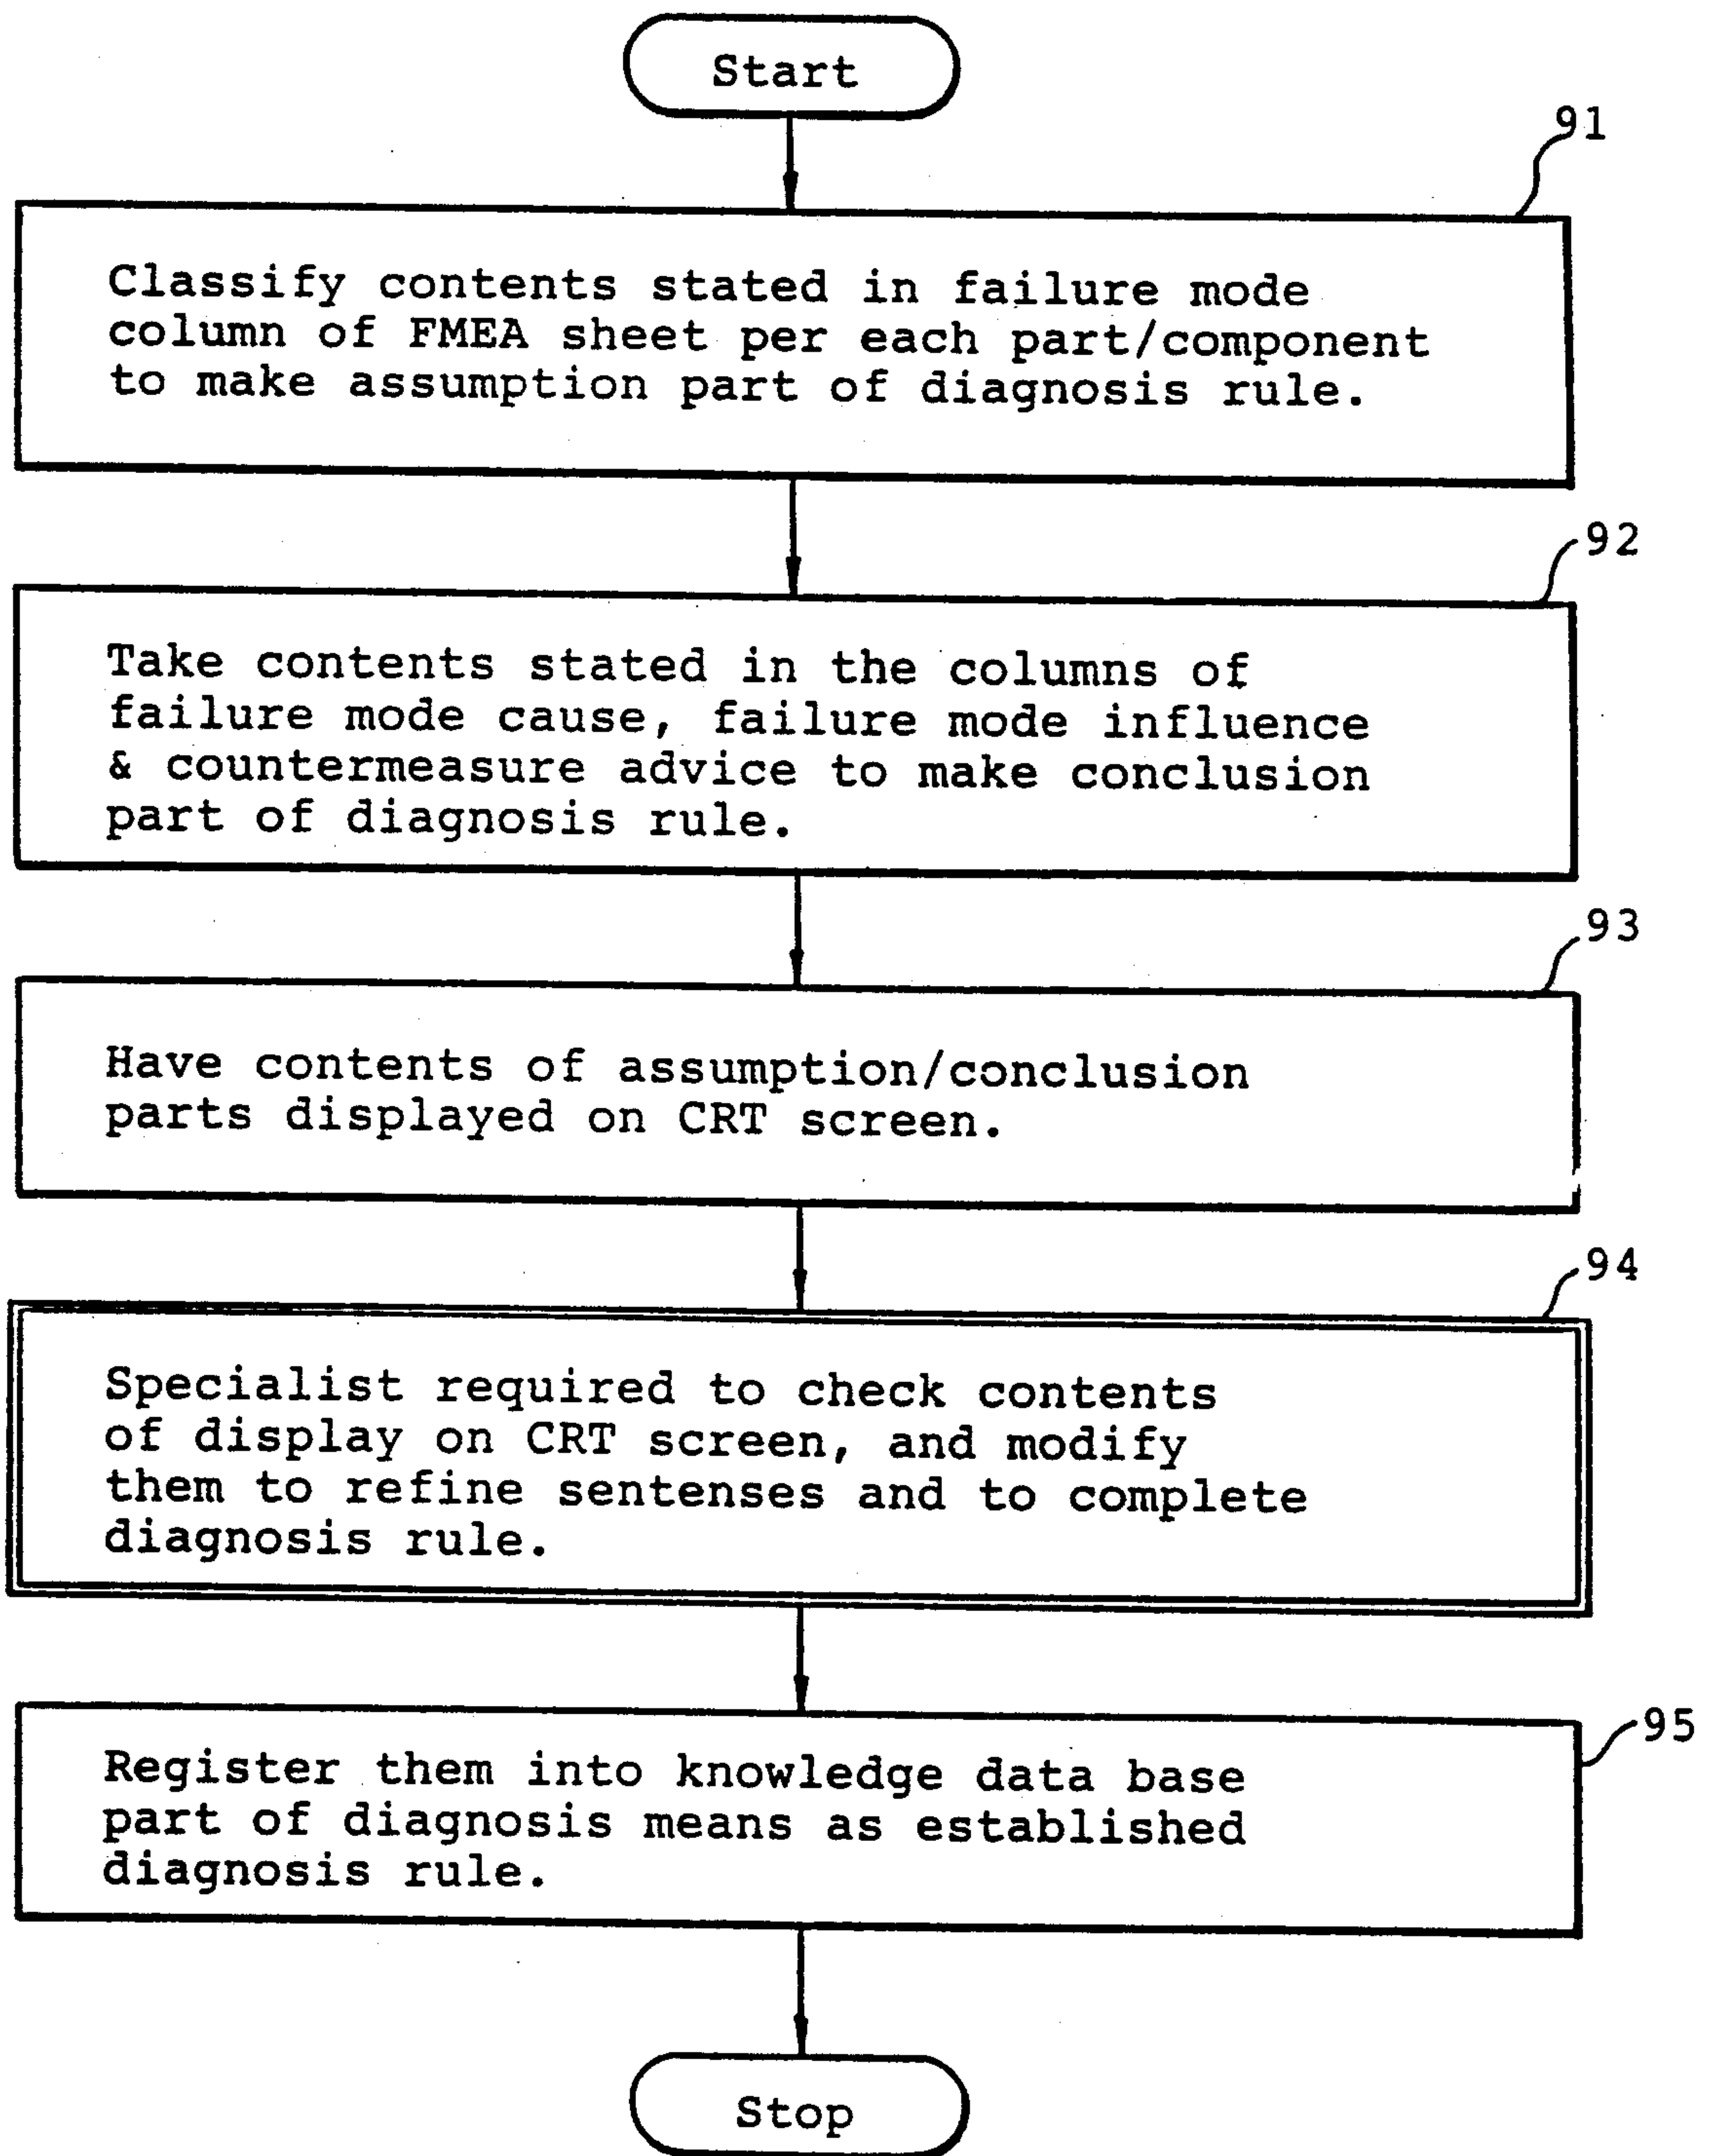 Start
91
Classify contents stated in failure mode
column of FMEA sheet per each part/component
to make assumption part of diagnosis rule.
92
Take contents stated in the columns of
failure mode cause, failure mode influence
& countermeasure advice to make conclusion
part of diagnosis rule.
93
Have contents of assumption/conclusion
parts displayed on CRT screen.
94
Specialist required to check contents
of display on CRT screen, and modify
them to refine sentenses and to complete
diagnosis rule.
95
Register them into knowledge data base
part of diagnosis means as established
diagnosis rule.
Stop